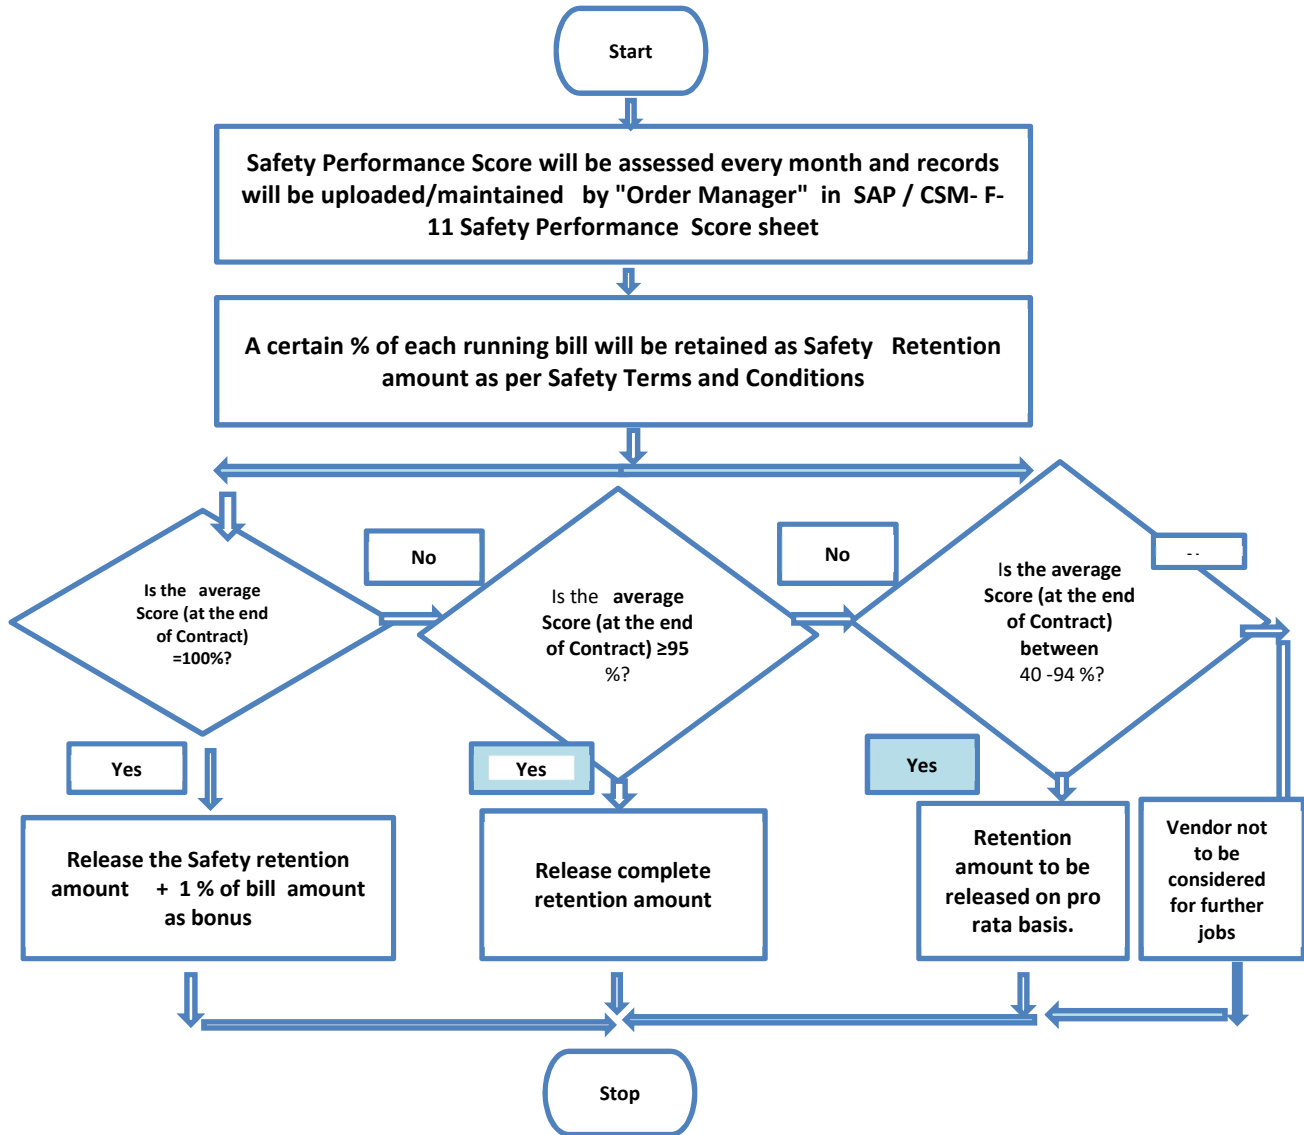 Start
Safety Performance Score will be assessed every month and records
will be uploaded/maintained by "Order Manager" in SAP / CSM- F-
11 Safety Performance Score sheet
A certain % of each running bill will be retained as Safety Retention
amount as per Safety Terms and Conditions
Is the average
Score (at the end
of Contract)
=100%?
No
Is the average
Score (at the end
of Contract) ≥95
%?
No
Is the average
Score (at the end
of Contract)
between
40 -94 %?
Yes
Yes
Yes
Release the Safety retention
amount + 1 % of bill amount
as bonus
Release complete
retention amount
Retention
amount to be
released on pro
rata basis.
Vendor not
to be
considered
for further
jobs
Stop